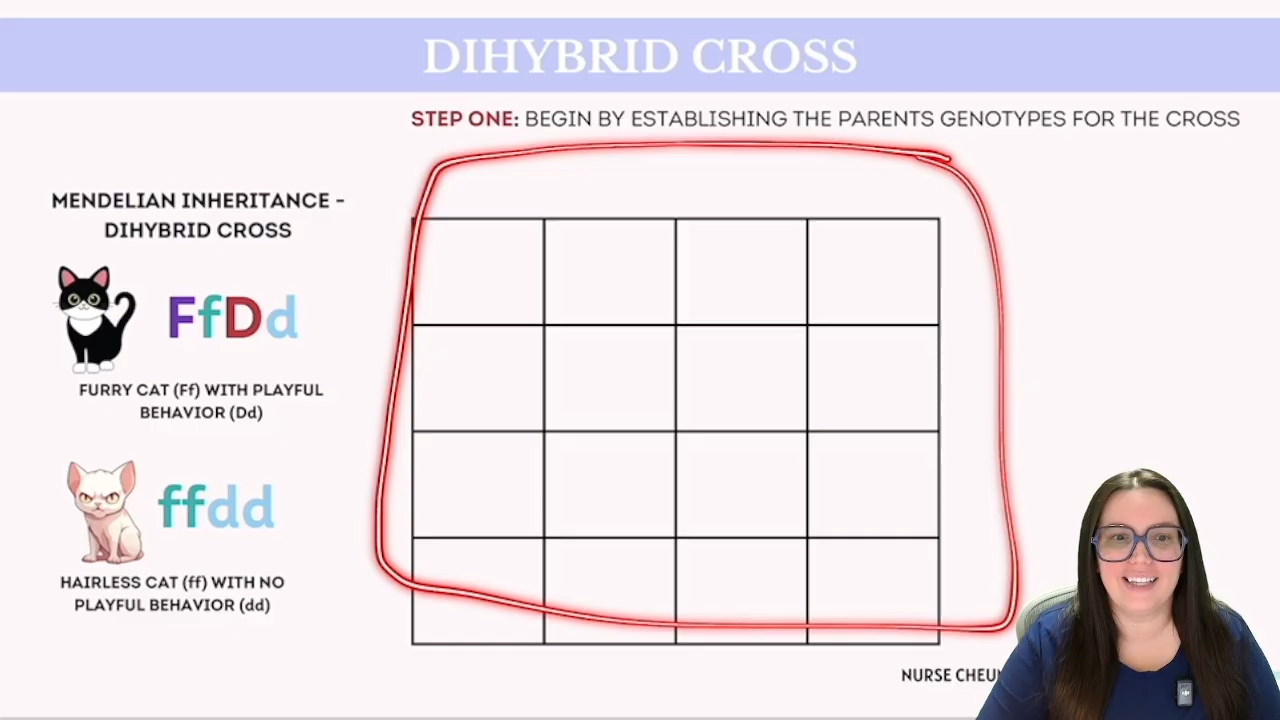 DIHYBRID CROSS
STEP ONE: BEGIN BY ESTABLISHING THE PARENTS GENOTYPES FOR THE CROSS
MENDELIAN INHERITANCE -
DIHYBRID CROSS
FfDd
FURRY CAT (Ff) WITH PLAYFUL
BEHAVIOR (Dd)
ffdd
HAIRLESS CAT (ff) WITH NO
PLAYFUL BEHAVIOR (dd)
NURSE